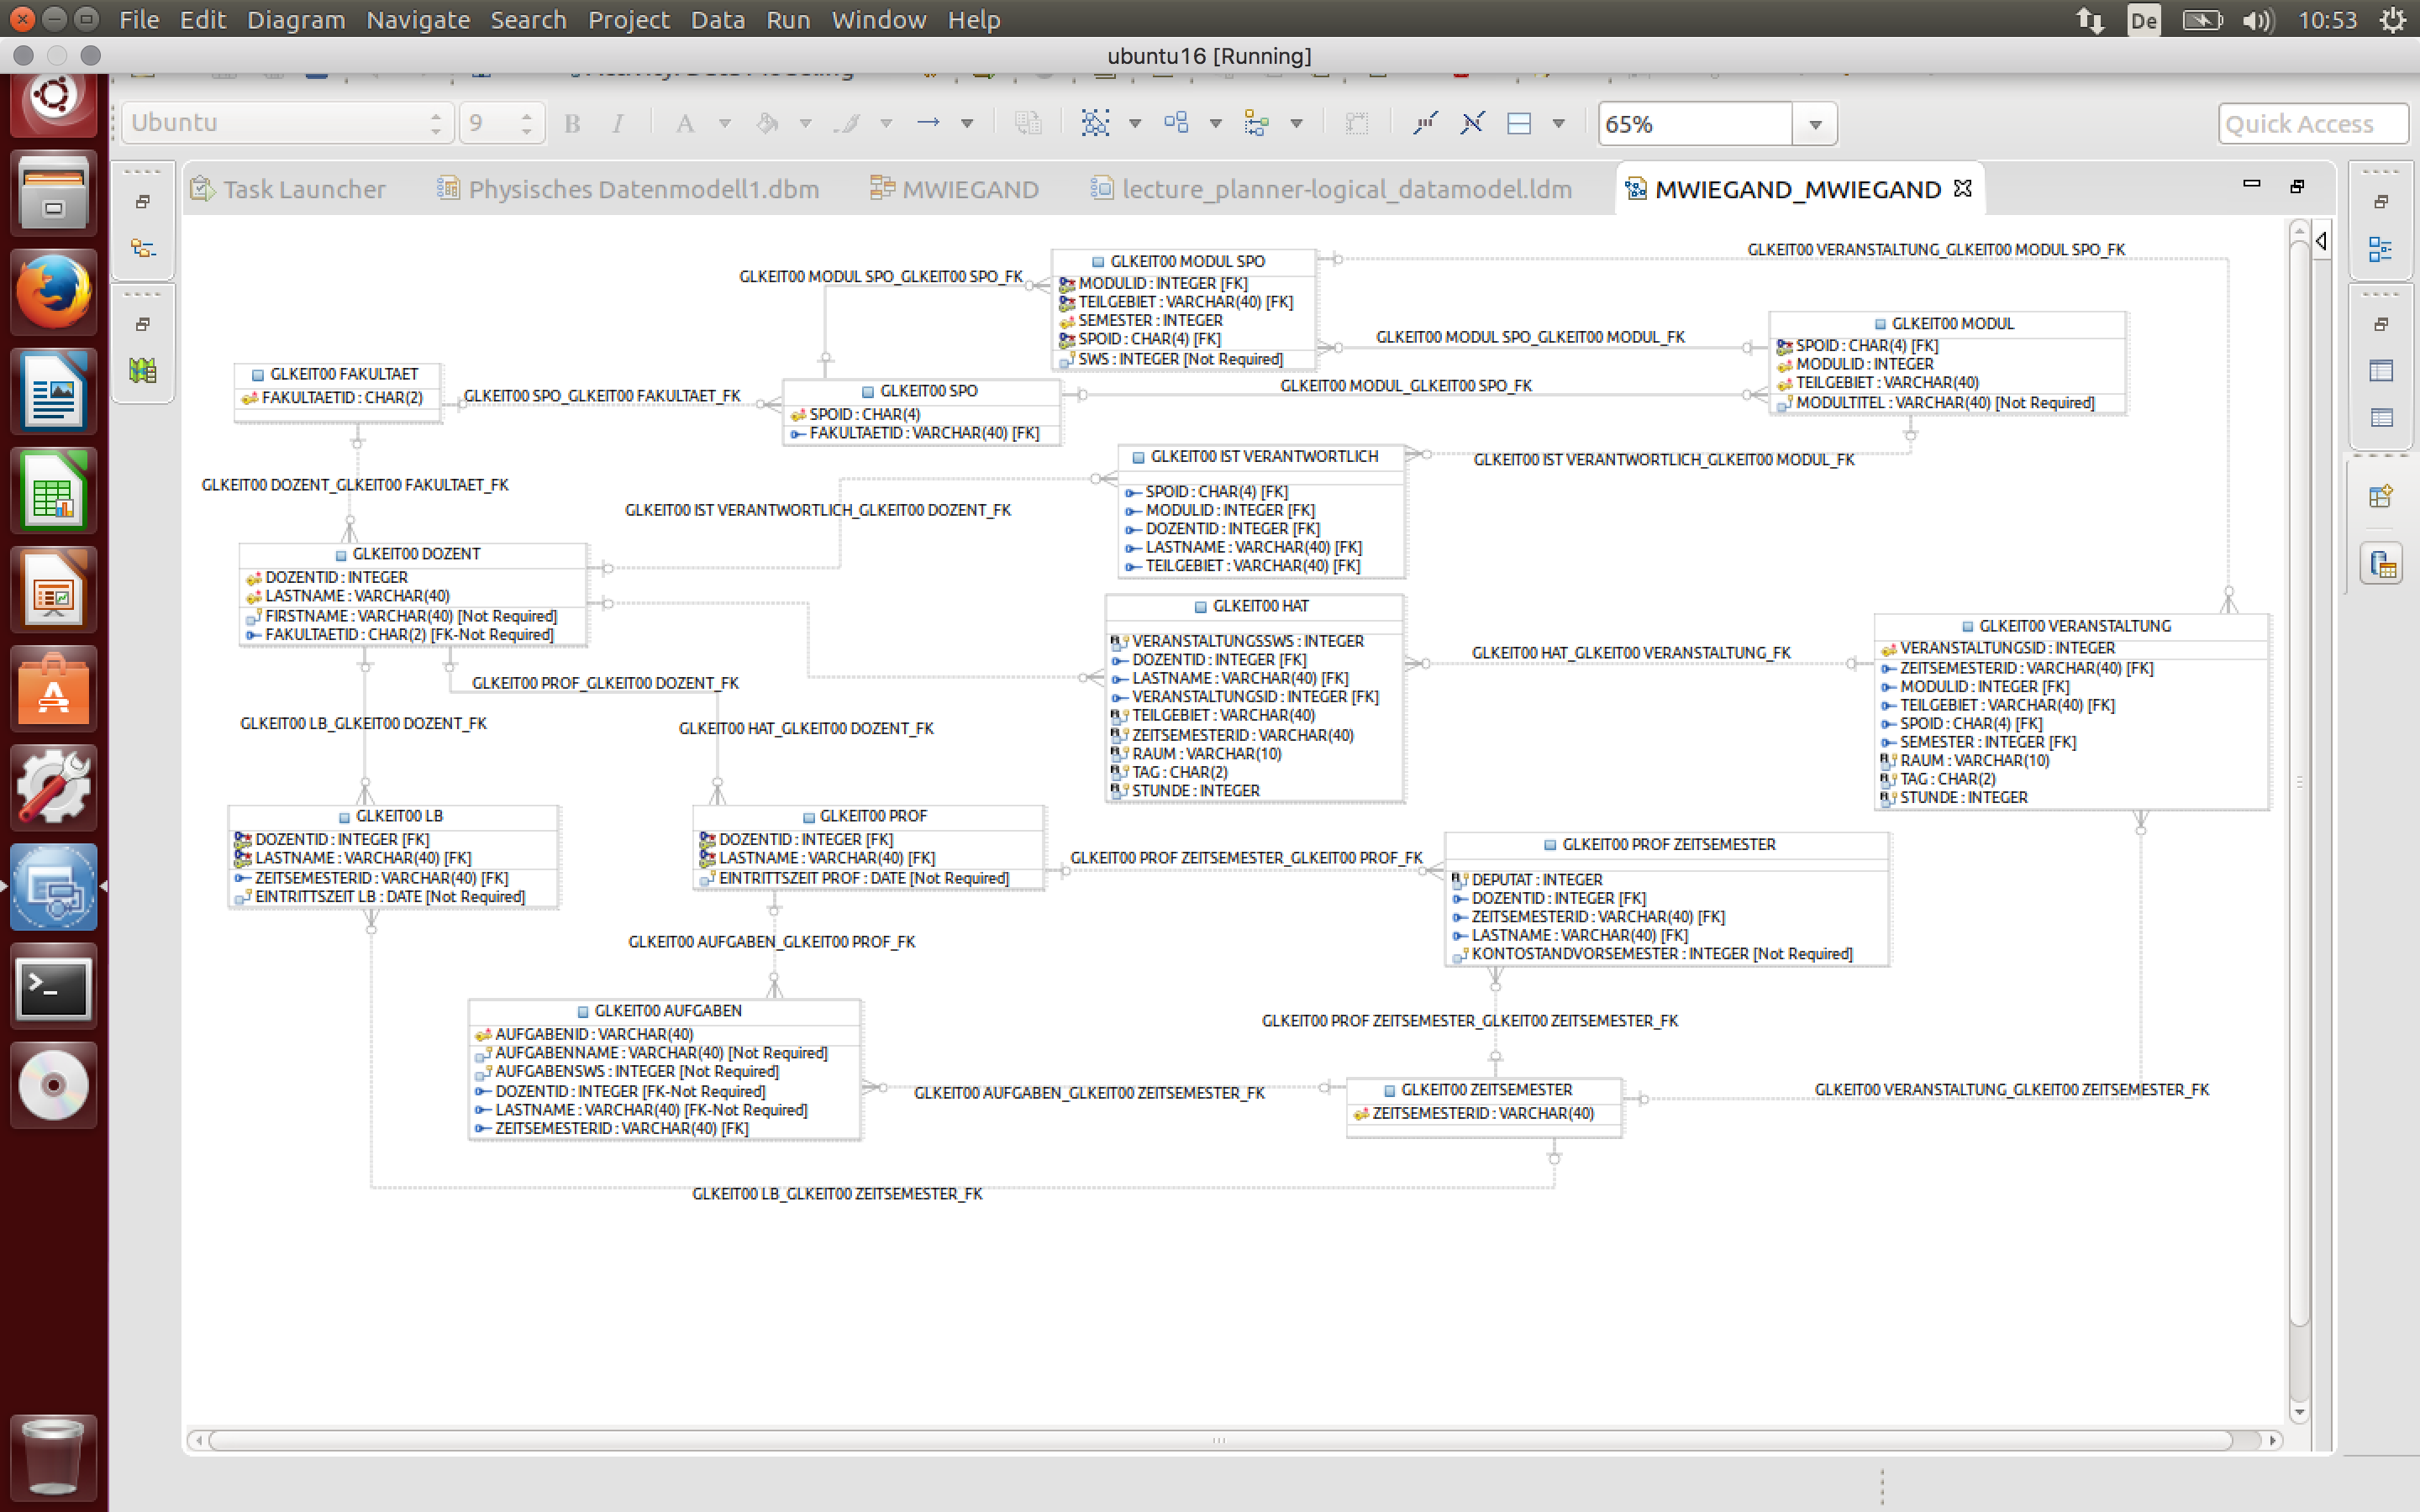 File Edit Diagram Navigate Search Project Data Run Window Help
De
10:53
ubuntu16 [Running]
Ubuntu
9
B I A
65%
Quick Access
Task Launcher
Physisches Datenmodell1.dbm
MWIEGAND
lecture_planner-logical_datamodel.ldm
MWIEGAND_MWIEGAND
GLKEIT00 VERANSTALTUNG_GLKEIT00 MODUL SPO_FK
GLKEIT00 MODUL SPO_GLKEIT00 SPO_FK
GLKEIT00 MODUL SPO
MODULID : INTEGER [FK]
TEILGEBIET : VARCHAR(40) [FK]
SEMESTER : INTEGER
SPOID : CHAR(4) [FK]
SWS : INTEGER [Not Required]
GLKEIT00 MODUL SPO_GLKEIT00 MODUL_FK
GLKEIT00 MODUL
SPOID : CHAR(4) [FK]
MODULID : INTEGER
TEILGEBIET : VARCHAR(40)
MODULTITEL : VARCHAR(40) [Not Required]
GLKEIT00 FAKULTAET
FAKULTAETID : CHAR(2)
GLKEIT00 SPO_GLKEIT00 FAKULTAET_FK
GLKEIT00 SPO
SPOID : CHAR(4)
FAKULTAETID : VARCHAR(40) [FK]
GLKEIT00 MODUL_GLKEIT00 SPO_FK
GLKEIT00 IST VERANTWORTLICH
SPOID : CHAR(4) [FK]
MODULID : INTEGER [FK]
DOZENTID : INTEGER [FK]
LASTNAME : VARCHAR(40) [FK]
TEILGEBIET : VARCHAR(40) [FK]
GLKEIT00 IST VERANTWORTLICH_GLKEIT00 MODUL_FK
GLKEIT00 DOZENT_GLKEIT00 FAKULTAET_FK
GLKEIT00 IST VERANTWORTLICH_GLKEIT00 DOZENT_FK
GLKEIT00 DOZENT
DOZENTID : INTEGER
LASTNAME : VARCHAR(40)
FIRSTNAME : VARCHAR(40) [Not Required]
FAKULTAETID : CHAR(2) [FK-Not Required]
GLKEIT00 HAT
VERANSTALTUNGSSWS : INTEGER
DOZENTID : INTEGER [FK]
LASTNAME : VARCHAR(40) [FK]
VERANSTALTUNGSID : INTEGER [FK]
TEILGEBIET : VARCHAR(40)
ZEITSEMESTERID : VARCHAR(40)
RAUM : VARCHAR(10)
TAG : CHAR(2)
STUNDE : INTEGER
GLKEIT00 HAT_GLKEIT00 VERANSTALTUNG_FK
GLKEIT00 VERANSTALTUNG
VERANSTALTUNGSID : INTEGER
ZEITSEMESTERID : VARCHAR(40) [FK]
MODULID : INTEGER [FK]
TEILGEBIET : VARCHAR(40) [FK]
SPOID : CHAR(4) [FK]
SEMESTER : INTEGER [FK]
RAUM : VARCHAR(10)
TAG : CHAR(2)
STUNDE : INTEGER
GLKEIT00 PROF_GLKEIT00 DOZENT_FK
GLKEIT00 LB_GLKEIT00 DOZENT_FK
GLKEIT00 HAT_GLKEIT00 DOZENT_FK
GLKEIT00 LB
DOZENTID : INTEGER [FK]
LASTNAME : VARCHAR(40) [FK]
ZEITSEMESTERID : VARCHAR(40) [FK]
EINTRITTSZEIT LB : DATE [Not Required]
GLKEIT00 PROF
DOZENTID : INTEGER [FK]
LASTNAME : VARCHAR(40) [FK]
EINTRITTSZEIT PROF : DATE [Not Required]
GLKEIT00 PROF ZEITSEMESTER_GLKEIT00 PROF_FK
GLKEIT00 PROF ZEITSEMESTER
DEPUTAT : INTEGER
DOZENTID : INTEGER [FK]
ZEITSEMESTERID : VARCHAR(40) [FK]
LASTNAME : VARCHAR(40) [FK]
KONTOSTANDVORSEMESTER : INTEGER [Not Required]
GLKEIT00 AUFGABEN_GLKEIT00 PROF_FK
GLKEIT00 AUFGABEN
AUFGABENID : VARCHAR(40)
AUFGABENNAME : VARCHAR(40) [Not Required]
AUFGABENSWS : INTEGER [Not Required]
DOZENTID : INTEGER [FK-Not Required]
LASTNAME : VARCHAR(40) [FK-Not Required]
ZEITSEMESTERID : VARCHAR(40) [FK]
GLKEIT00 PROF ZEITSEMESTER_GLKEIT00 ZEITSEMESTER_FK
GLKEIT00 AUFGABEN_GLKEIT00 ZEITSEMESTER_FK
GLKEIT00 ZEITSEMESTER
ZEITSEMESTERID : VARCHAR(40)
GLKEIT00 VERANSTALTUNG_GLKEIT00 ZEITSEMESTER_FK
GLKEIT00 LB_GLKEIT00 ZEITSEMESTER_FK